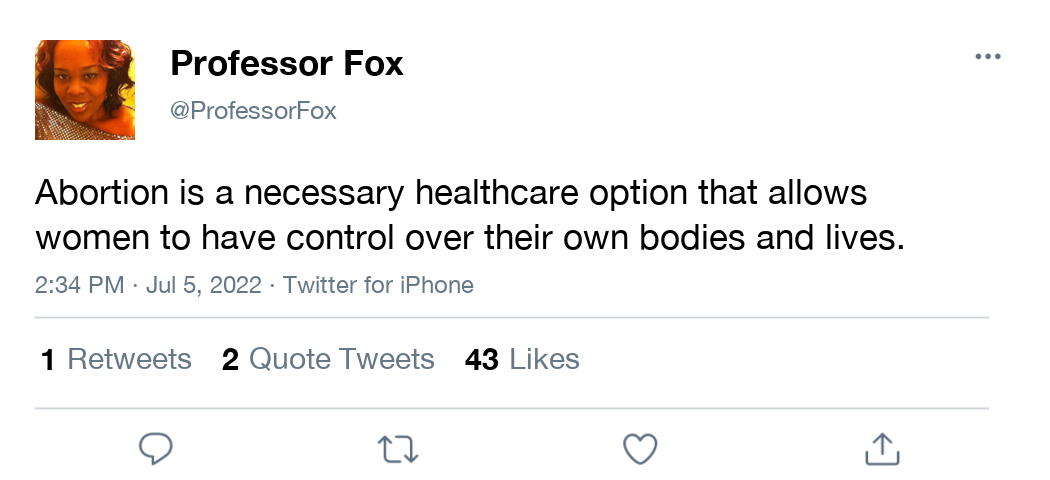 Professor Fox
@ProfessorFox
Abortion is a necessary healthcare option that allows
women to have control over their own bodies and lives.
2:34 PM · Jul 5, 2022 · Twitter for iPhone
1 Retweets 2 Quote Tweets 43 Likes